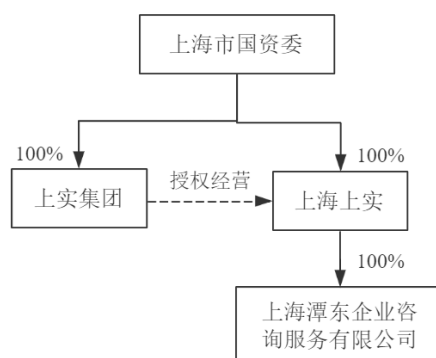 上海市国资委
100%
100%
上实集团
授权经营
上海上实
100%
上海潭东企业咨
询服务有限公司